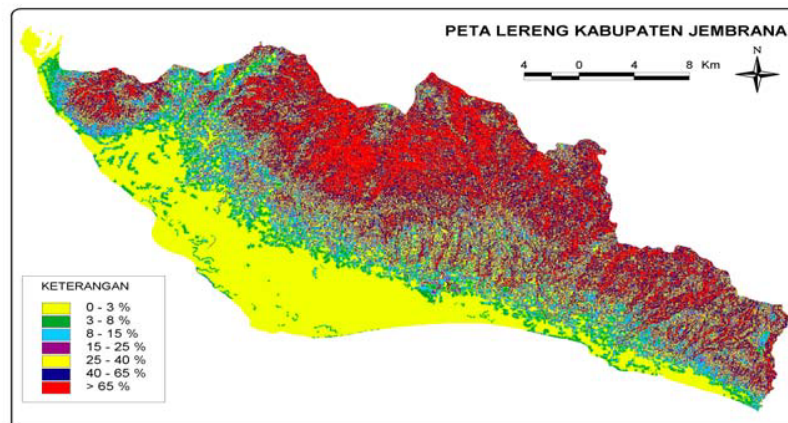 PETA LERENG KABUPATEN JEMBRANA
N
4 0 4 8 Km
KETERANGAN
0 - 3 %
3 - 8 %
8 - 15 %
15 - 25 %
25 - 40 %
40 - 65 %
> 65 %